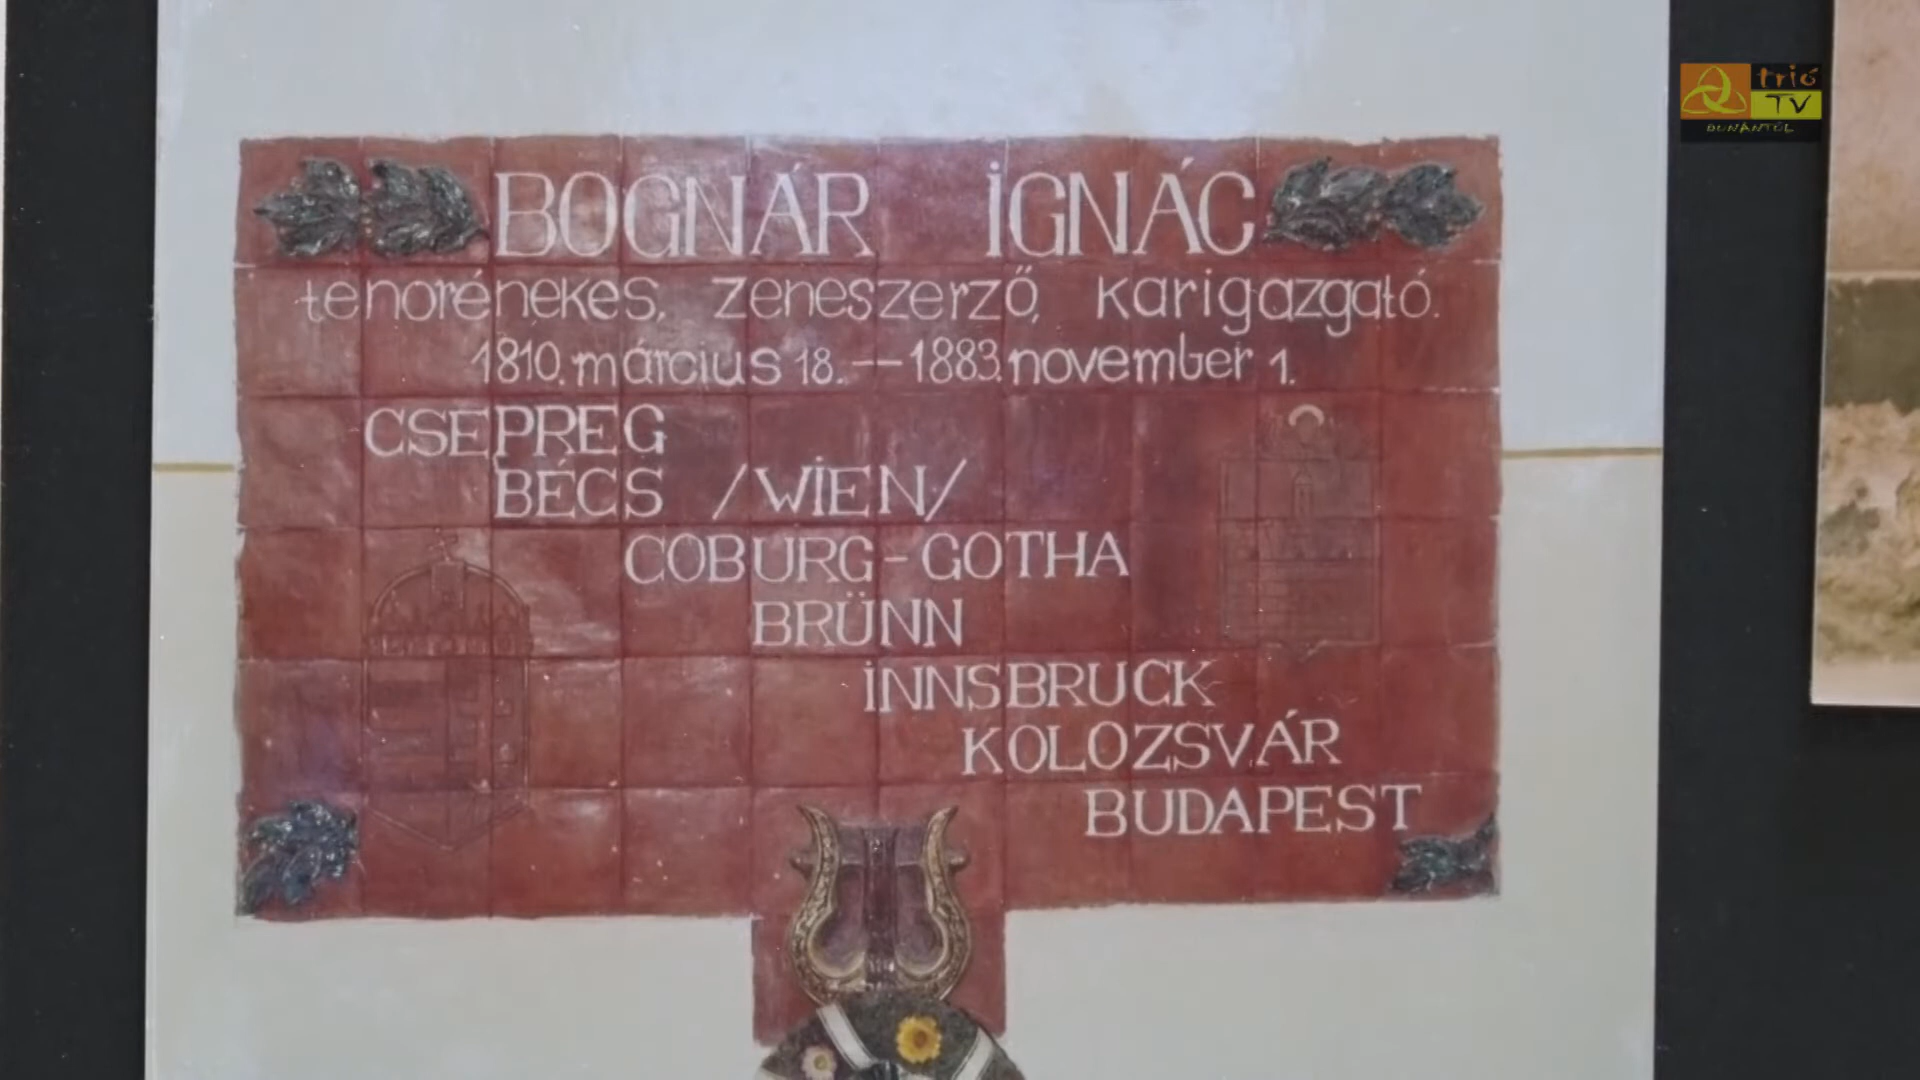 trió
TV
DUNÁNTÚL
BOGNÁR IGNÁC
tenorénekes, zeneszerző, karigazgató.
1810. március 18. — 1883. november 1.
CSEPREG
BÉCS /WIEN/
COBURG-GOTHA
BRÜNN
INNSBRUCK
KOLOZSVÁR
BUDAPEST